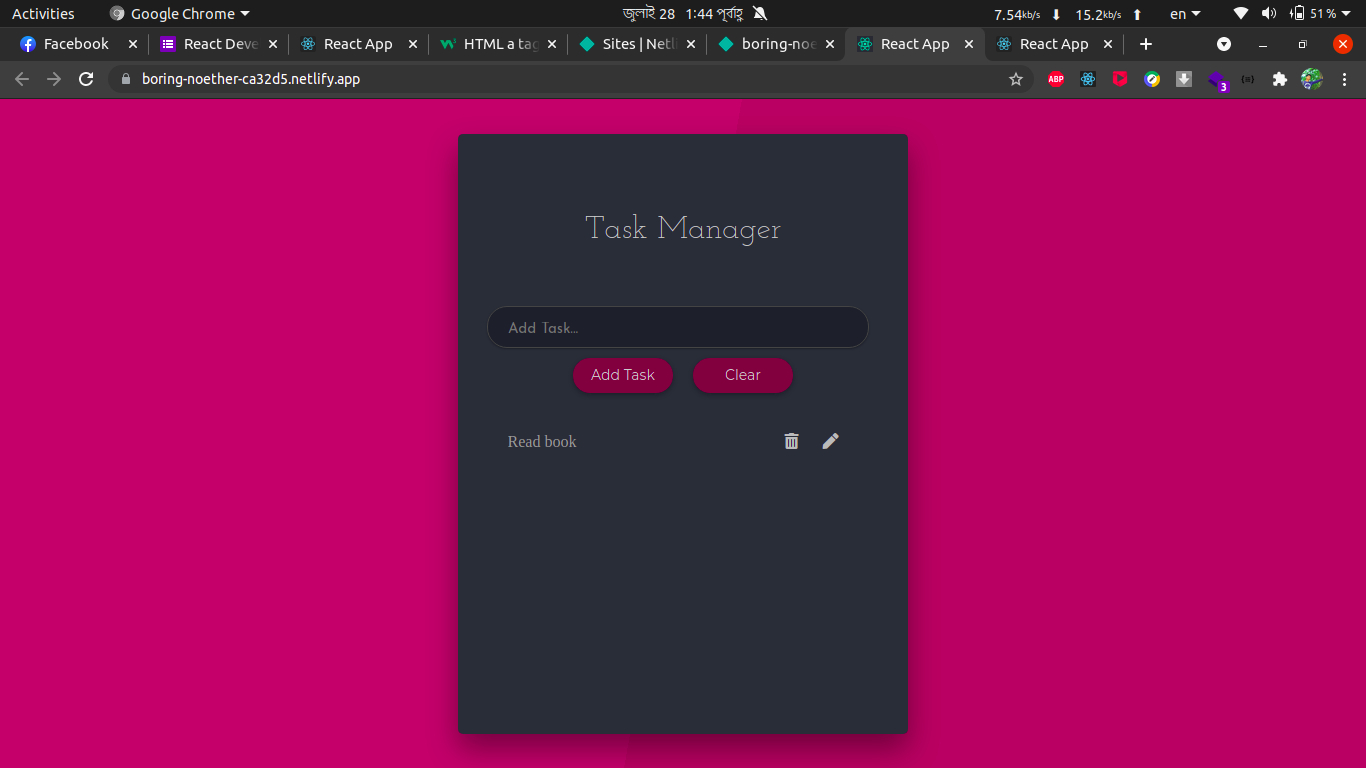 Activities Google Chrome জুলাই 28 1:44 পূর্বাহ্ণ 7.54kb/s 15.2kb/s en 51 %
Facebook React Deve React App HTML a tag Sites | Netli boring-noe React App React App
boring-noether-ca32d5.netlify.app ABP 3
Task Manager
Add Task...
Add Task Clear
Read book